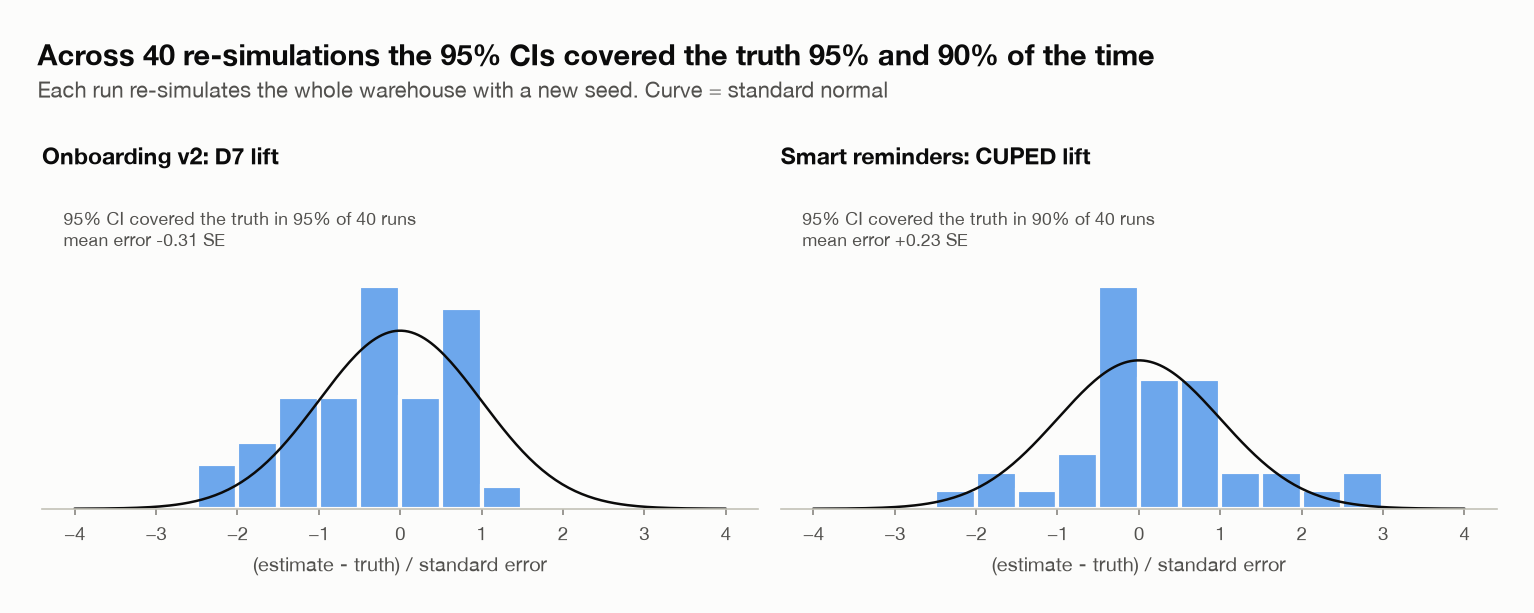 Across 40 re-simulations the 95% CIs covered the truth 95% and 90% of the time
Each run re-simulates the whole warehouse with a new seed. Curve = standard normal
Onboarding v2: D7 lift
95% CI covered the truth in 95% of 40 runs
mean error -0.31 SE
−4 −3 −2 −1 0 1 2 3 4
(estimate - truth) / standard error
Smart reminders: CUPED lift
95% CI covered the truth in 90% of 40 runs
mean error +0.23 SE
−4 −3 −2 −1 0 1 2 3 4
(estimate - truth) / standard error